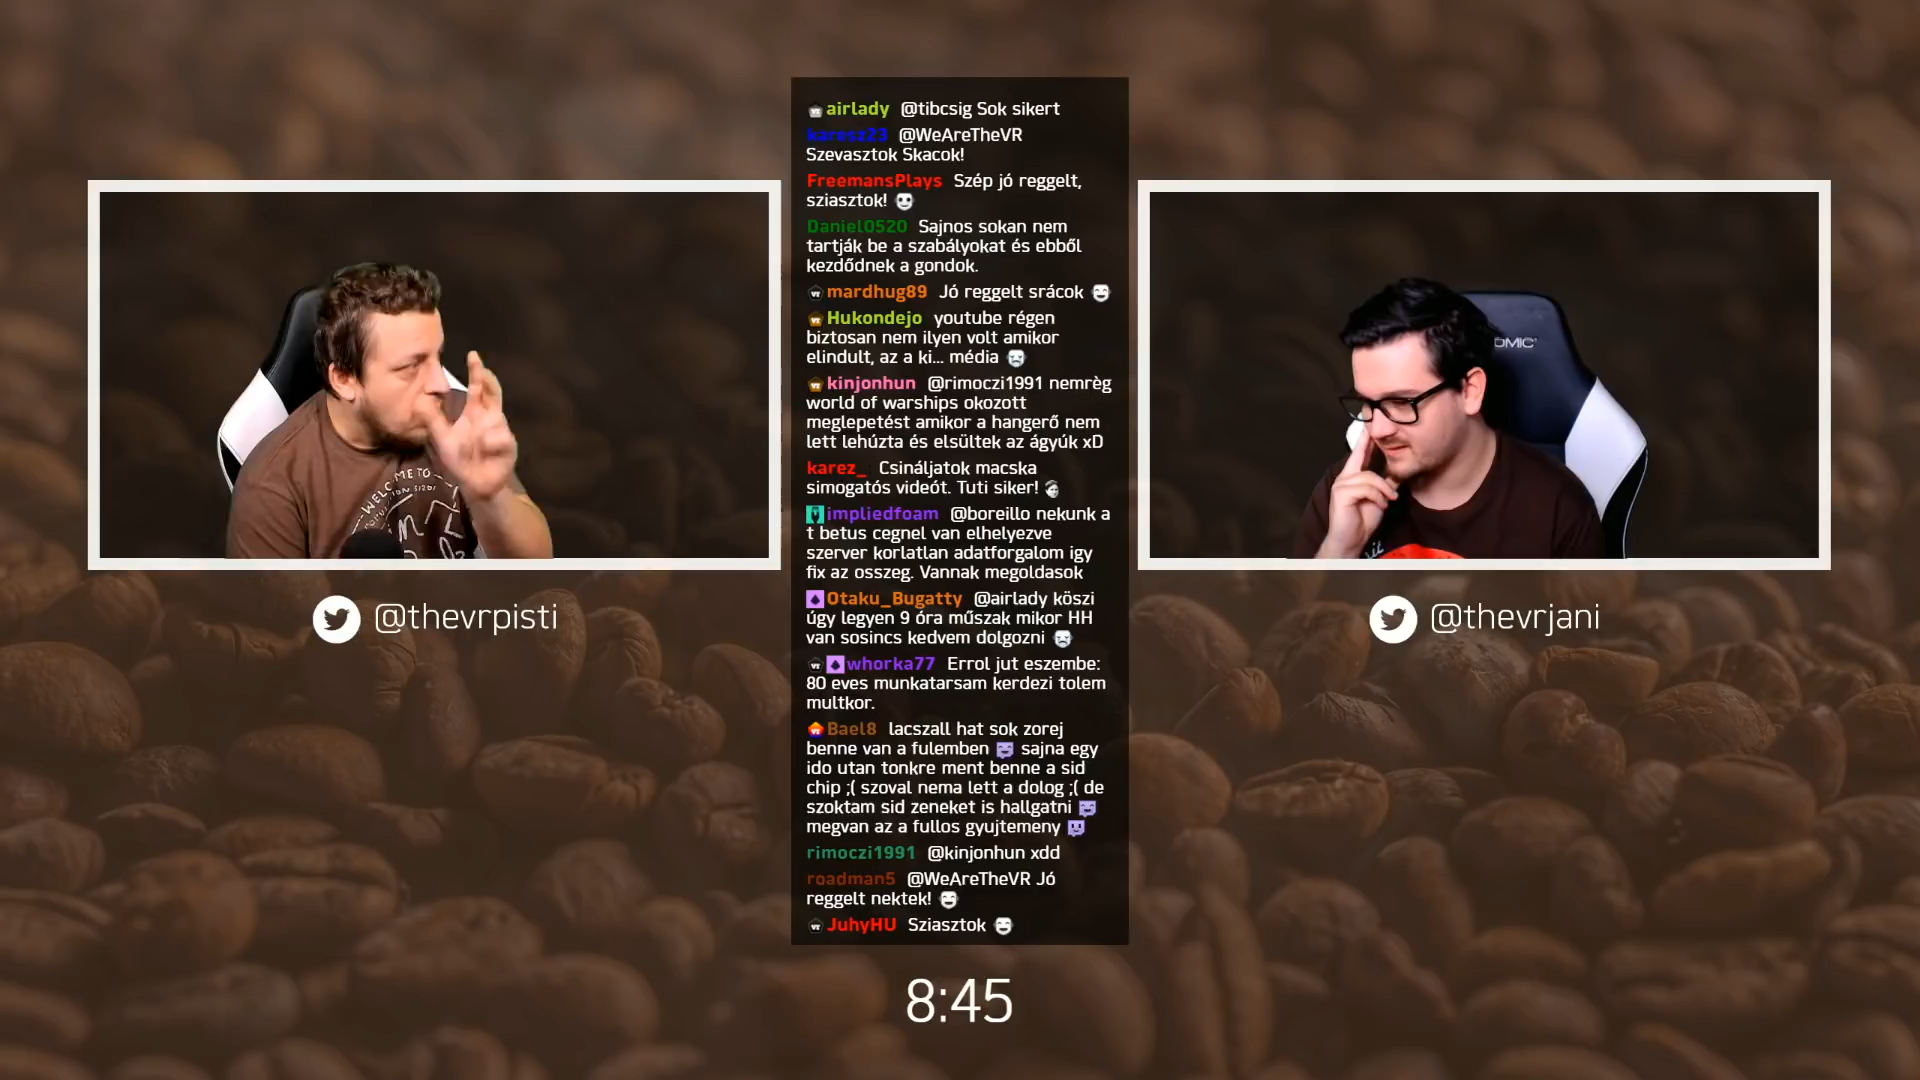 airlady @tibcsig Sok sikert
karesz23 @WeAreTheVR
Szevasztok Skacok!
FreemansPlays Szép jó reggelt,
sziasztok!
Daniel0520 Sajnos sokan nem
tartják be a szabályokat és ebből
kezdődnek a gondok.
mardhug89 Jó reggelt srácok
Hukondejo youtube régen
biztosan nem ilyen volt amikor
elindult, az a ki... média
kinjonhun @rimoczi1991 nemrèg
world of warships okozott
meglepetést amikor a hangerő nem
lett lehúzta és elsültek az ágyúk xD
karez_ Csináljatok macska
simogatós videót. Tuti siker!
impliedfoam @boreillo nekunk a
t betus cegnel van elhelyezve
szerver korlatlan adatforgalom igy
fix az osszeg. Vannak megoldasok
Otaku_Bugatty @airlady köszi
úgy legyen 9 óra műszak mikor HH
van sosincs kedvem dolgozni
whorka77 Errol jut eszembe:
80 eves munkatarsam kerdezi tolem
multkor.
Bael8 lacszall hat sok zorej
benne van a fulemben sajna egy
ido utan tonkre ment benne a sid
chip ;( szoval nema lett a dolog ;( de
szoktam sid zeneket is hallgatni
megvan az a fullos gyujtemeny
rimoczi1991 @kinjonhun xdd
roadman5 @WeAreTheVR Jó
reggelt nektek!
JuhyHU Sziasztok
WELCOME TO
@thevrpisti
OMIC
@thevrjani
8:45